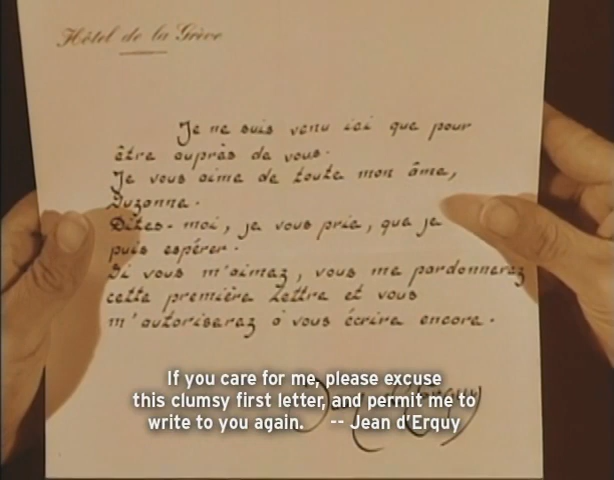 Hôtel de la Grève
Je ne suis venu ici que pour
être auprès de vous.
Je vous aime de toute mon âme,
Suzanne.
Dites-moi, je vous prie, que je
puis espérer.
Si vous m'aimez, vous me pardonnerez
cette première lettre et vous
m'autoriserez à vous écrire encore.
If you care for me, please excuse
this clumsy first letter, and permit me to
write to you again. -- Jean d'Erquy